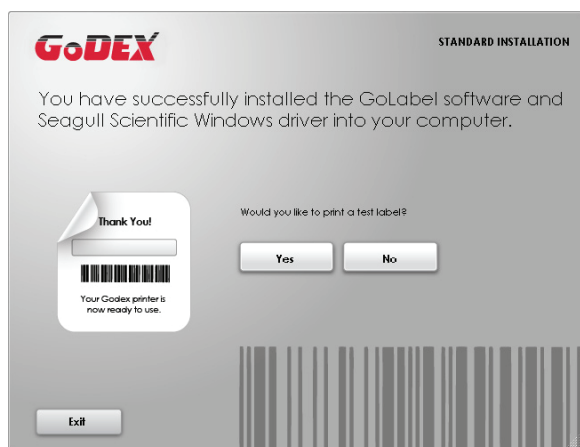 GoDEX
STANDARD INSTALLATION
You have successfully installed the GoLabel software and
Seagull Scientific Windows driver into your computer.
Thank You!
Your Godex printer is
now ready to use.
Would you like to print a test label?
Yes
No
Exit